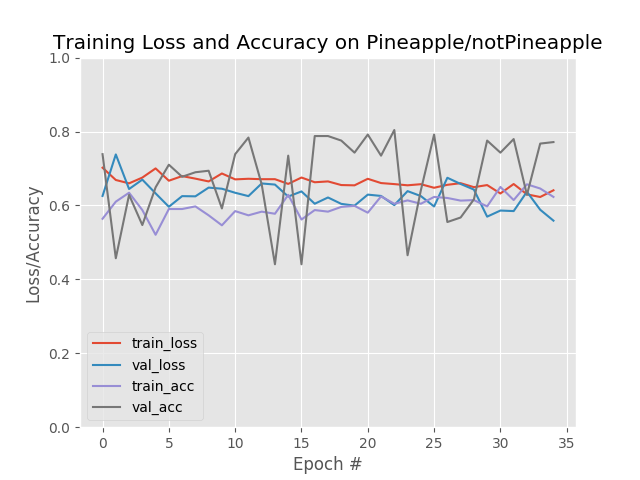 Training Loss and Accuracy on Pineapple/notPineapple
1.0
0.8
0.6
0.4
0.2
0.0
Loss/Accuracy
train_loss
val_loss
train_acc
val_acc
0 5 10 15 20 25 30 35
Epoch #